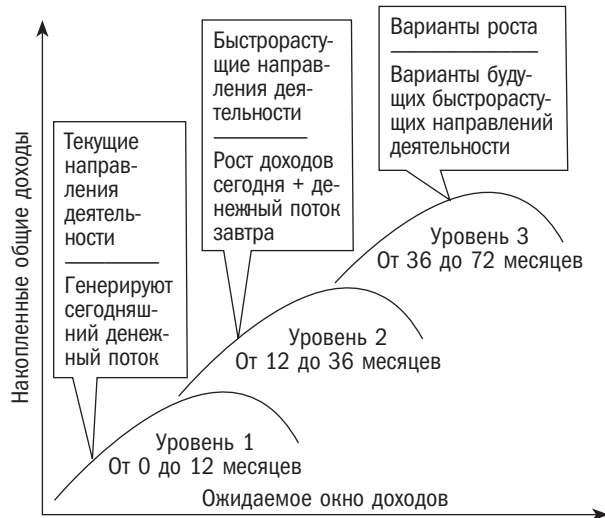 Накопленные общие доходы
Текущие
направ-
ления
деятель-
ности
Генерируют
сегодняш-
ний денеж-
ный поток
Быстрорасту-
щие направ-
ления дея-
тельности
Рост доходов
сегодня + де-
нежный поток
завтра
Варианты роста
Варианты буду-
щих быстрорасту-
щих направлений
деятельности
Уровень 3
От 36 до 72 месяцев
Уровень 2
От 12 до 36 месяцев
Уровень 1
От 0 до 12 месяцев
Ожидаемое окно доходов